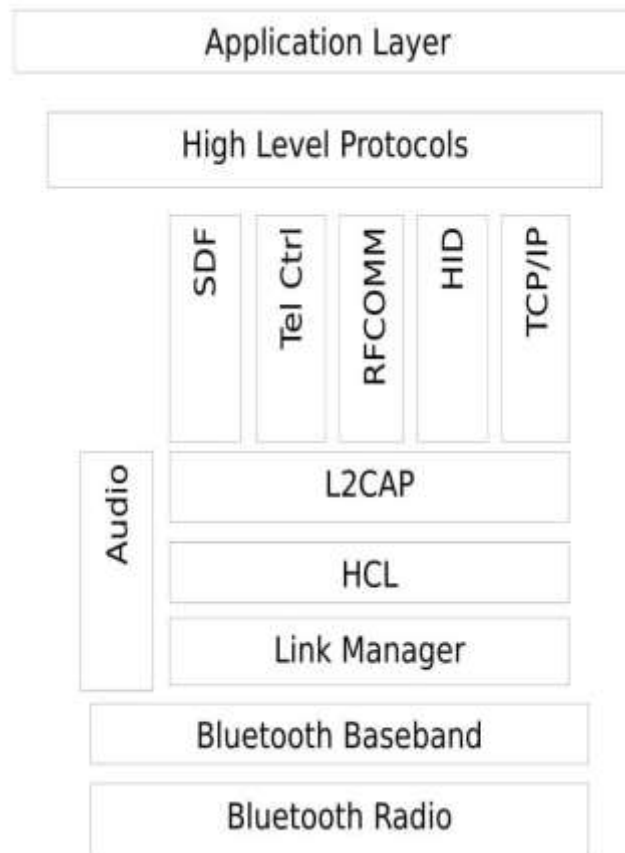 Application Layer
High Level Protocols
SDF
Tel Ctrl
RFCOMM
HID
TCP/IP
Audio
L2CAP
HCL
Link Manager
Bluetooth Baseband
Bluetooth Radio